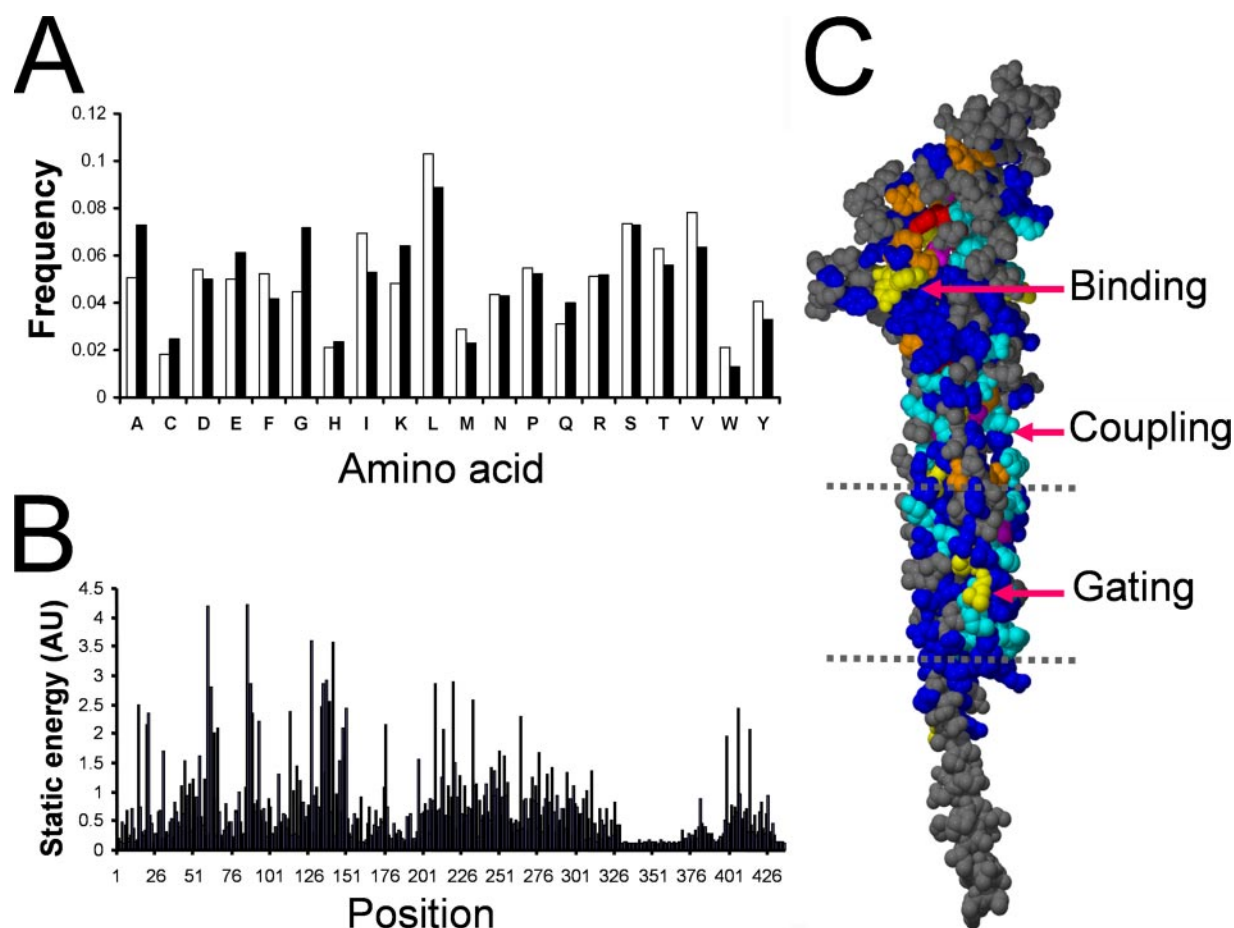 A
Frequency
0.12
0.1
0.08
0.06
0.04
0.02
0
A C D E F G H I K L M N P Q R S T V W Y
Amino acid
B
Static energy (AU)
4.5
4
3.5
3
2.5
2
1.5
1
0.5
0
1 26 51 76 101 126 151 176 201 226 251 276 301 326 351 376 401 426
Position
C
Binding
Coupling
Gating